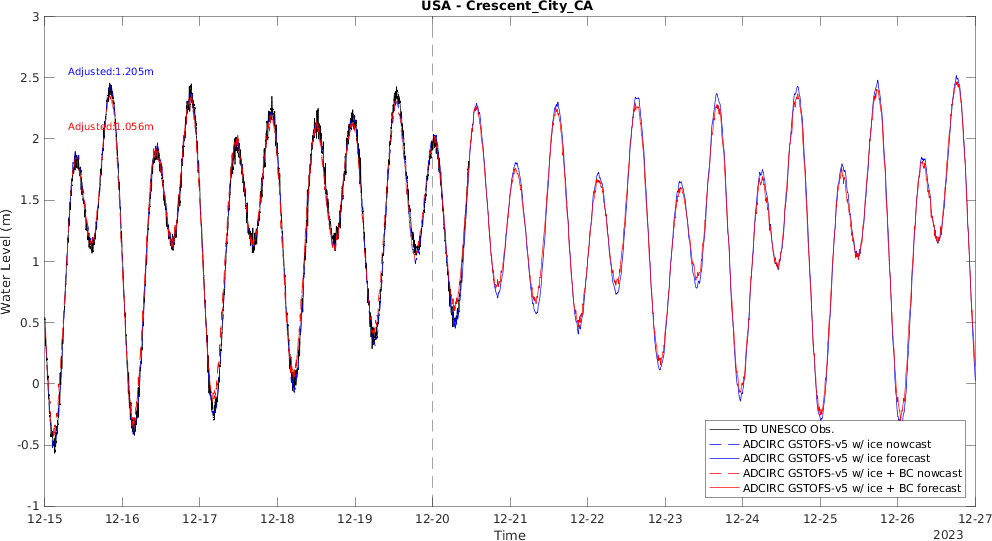 USA - Crescent_City_CA
3
2.5
2
1.5
1
0.5
0
-0.5
-1
Water Level (m)
Adjusted:1.205m
Adjusted:1.056m
TD UNESCO Obs.
ADCIRC GSTOFS-v5 w/ ice nowcast
ADCIRC GSTOFS-v5 w/ ice forecast
ADCIRC GSTOFS-v5 w/ ice + BC nowcast
ADCIRC GSTOFS-v5 w/ ice + BC forecast
12-15 12-16 12-17 12-18 12-19 12-20 12-21 12-22 12-23 12-24 12-25 12-26 12-27
Time
2023